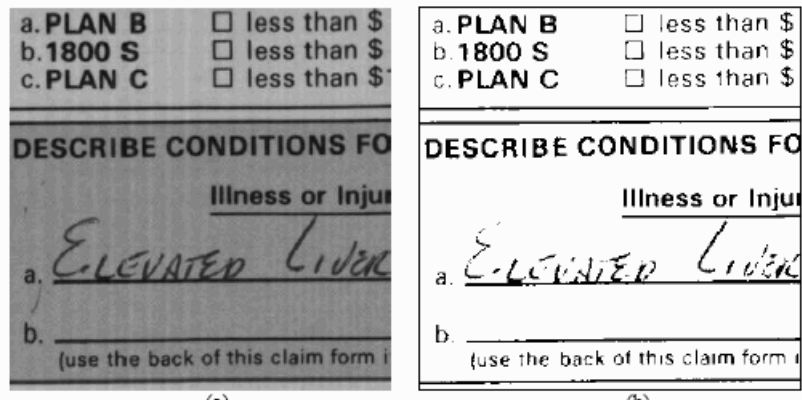 a. PLAN B □ less than $
b. 1800 S □ less than $
c. PLAN C □ less than $
DESCRIBE CONDITIONS FO
Illness or Inju
a. ELEVATED LIVER
b.
(use the back of this claim form i
(a)
a. PLAN B □ less than $
b. 1800 S □ less than $
c. PLAN C □ less than $
DESCRIBE CONDITIONS FO
Illness or Inju
a. ELEVATED LIVER
b.
(use the back of this claim form
(b)